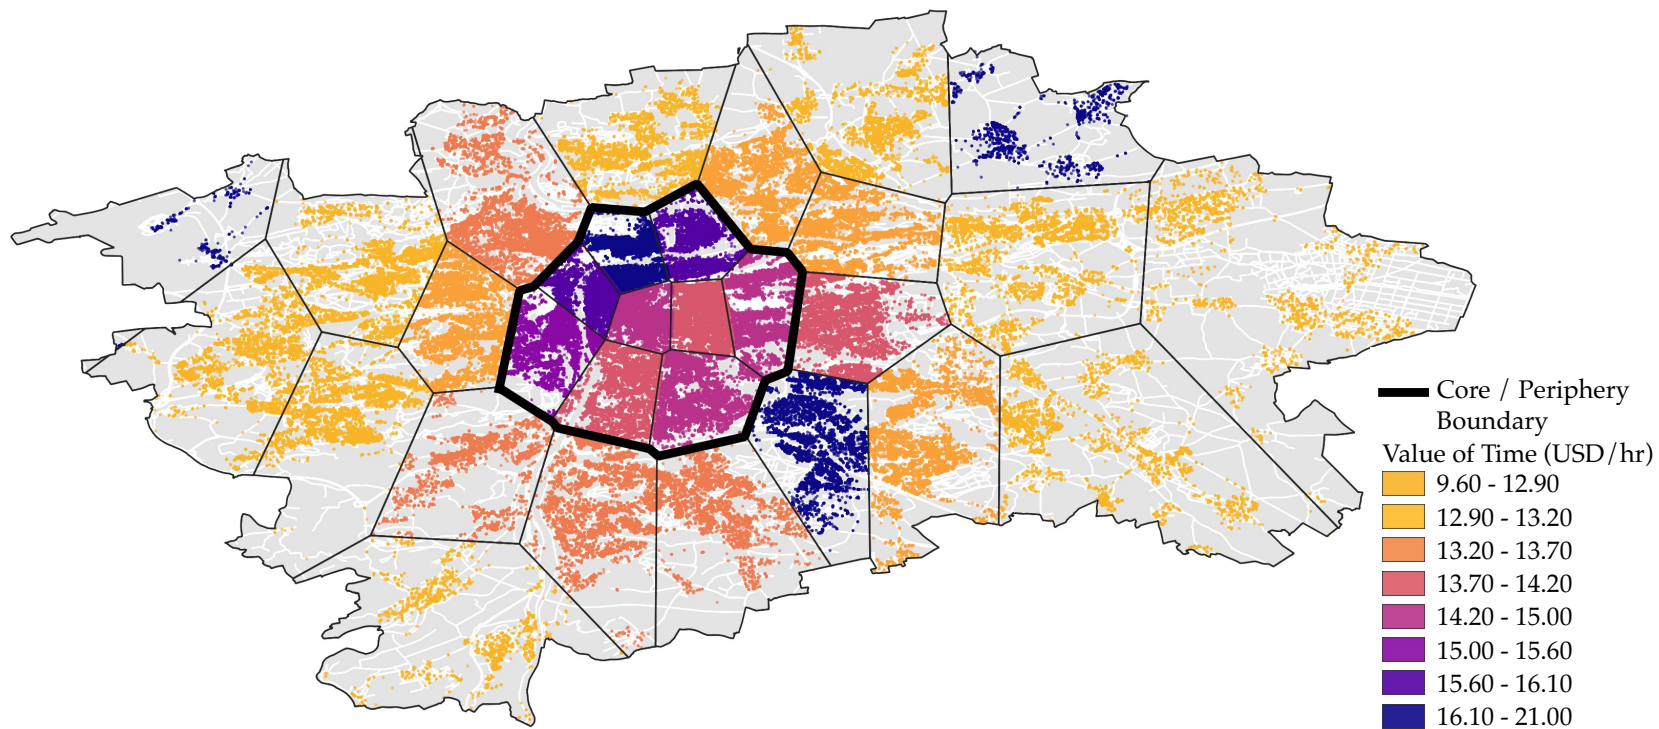 Core / Periphery
Boundary
Value of Time (USD/hr)
9.60 - 12.90
12.90 - 13.20
13.20 - 13.70
13.70 - 14.20
14.20 - 15.00
15.00 - 15.60
15.60 - 16.10
16.10 - 21.00